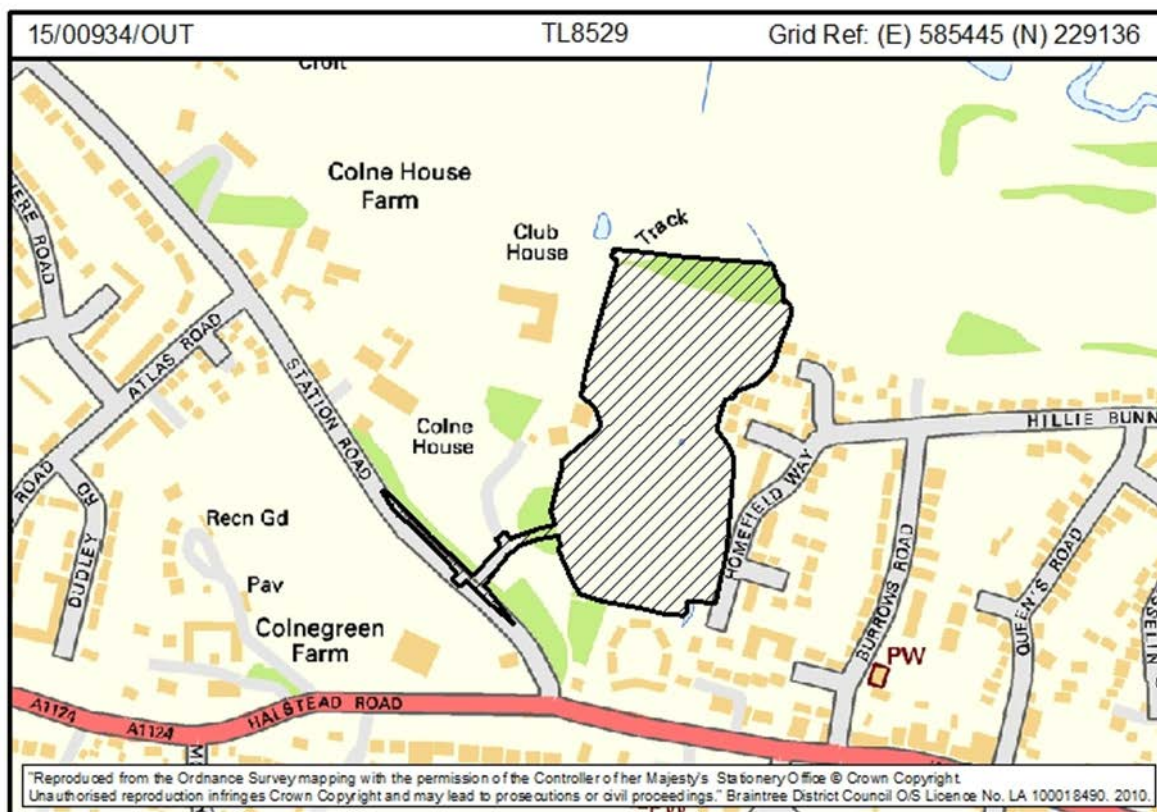 15/00934/OUT TL8529 Grid Ref: (E) 585445 (N) 229136
Croft
Colne House
Farm
Club
House
Track
ERE ROAD
ATLAS ROAD
STATION ROAD
Colne
House
HILLIE BUNN
ROAD
DUDLEY RD
Recn Gd
HOMEFIELD WAY
BURROWS ROAD
QUEEN'S ROAD
Pav
Colnegreen
Farm
PW
A1124
A1124
HALSTEAD ROAD
"Reproduced from the Ordnance Survey mapping with the permission of the Controller of her Majesty's Stationery Office © Crown Copyright.
Unauthorised reproduction infringes Crown Copyright and may lead to prosecutions or civil proceedings." Braintree District Council O/S Licence No. LA 100018490. 2010.